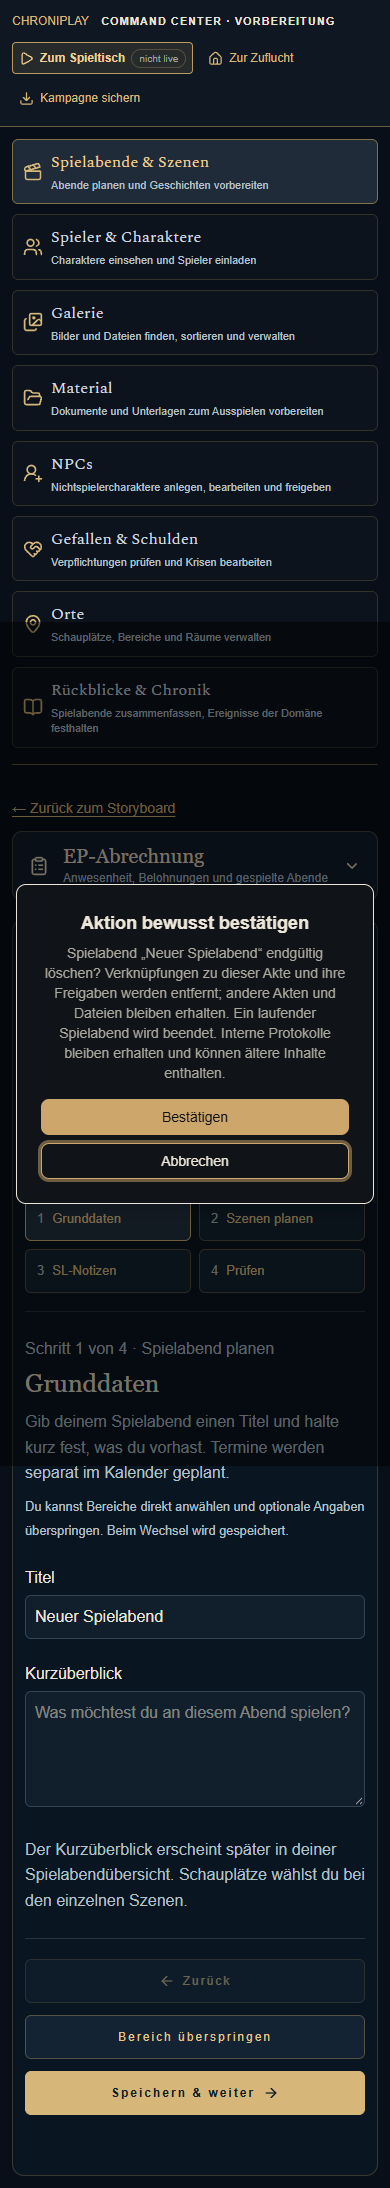 CHRONIPLAY COMMAND CENTER · VORBEREITUNG
Zum Spieltisch nicht live Zur Zuflucht
Kampagne sichern
Spielabende & Szenen
Abende planen und Geschichten vorbereiten
Spieler & Charaktere
Charaktere einsehen und Spieler einladen
Galerie
Bilder und Dateien finden, sortieren und verwalten
Material
Dokumente und Unterlagen zum Ausspielen vorbereiten
NPCs
Nichtspielercharaktere anlegen, bearbeiten und freigeben
Gefallen & Schulden
Verpflichtungen prüfen und Krisen bearbeiten
Orte
Schauplätze, Bereiche und Räume verwalten
Rückblicke & Chronik
Spielabende zusammenfassen, Ereignisse der Domäne
festhalten
← Zurück zum Storyboard
EP-Abrechnung
Anwesenheit, Belohnungen und gespielte Abende
Aktion bewusst bestätigen
Spielabend „Neuer Spielabend“ endgültig
löschen? Verknüpfungen zu dieser Akte und ihre
Freigaben werden entfernt; andere Akten und
Dateien bleiben erhalten. Ein laufender
Spielabend wird beendet. Interne Protokolle
bleiben erhalten und können ältere Inhalte
enthalten.
Bestätigen
Abbrechen
1 Grunddaten 2 Szenen planen
3 SL-Notizen 4 Prüfen
Schritt 1 von 4 · Spielabend planen
Grunddaten
Gib deinem Spielabend einen Titel und halte
kurz fest, was du vorhast. Termine werden
separat im Kalender geplant.
Du kannst Bereiche direkt anwählen und optionale Angaben
überspringen. Beim Wechsel wird gespeichert.
Titel
Neuer Spielabend
Kurzüberblick
Was möchtest du an diesem Abend spielen?
Der Kurzüberblick erscheint später in deiner
Spielabendübersicht. Schauplätze wählst du bei
den einzelnen Szenen.
← Zurück
Bereich überspringen
Speichern & weiter →